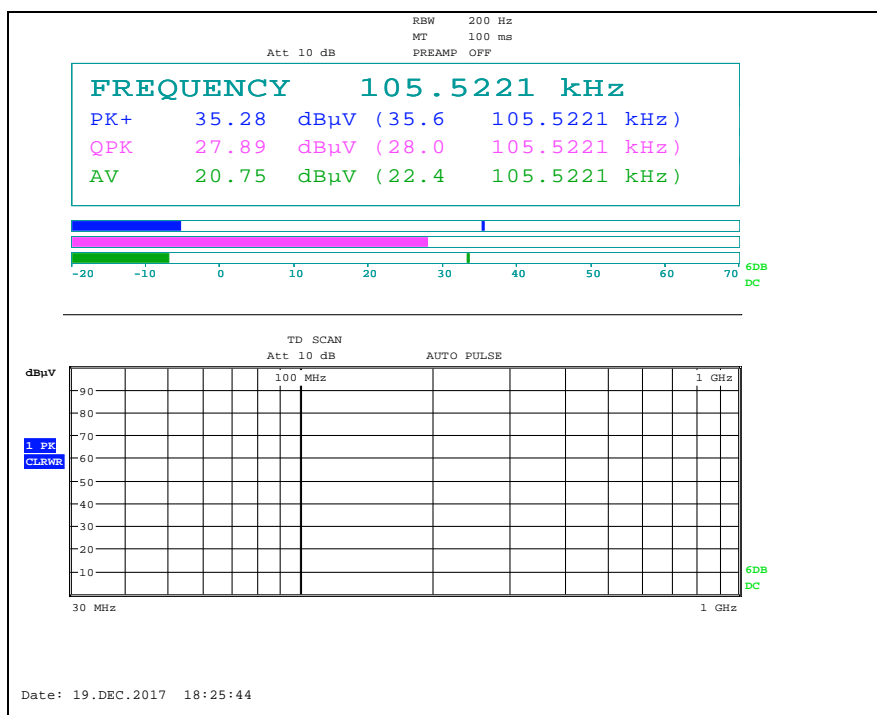 RBW 200 Hz
MT 100 ms
Att 10 dB PREAMP OFF
FREQUENCY 105.5221 kHz
PK+ 35.28 dBµV (35.6 105.5221 kHz)
QPK 27.89 dBµV (28.0 105.5221 kHz)
AV 20.75 dBµV (22.4 105.5221 kHz)
-20 -10 0 10 20 30 40 50 60 70
6DB
DC
TD SCAN
Att 10 dB AUTO PULSE
dBµV
100 MHz 1 GHz
90
80
70
1 PK
CLRWR
60
50
40
30
20
10
6DB
DC
30 MHz 1 GHz
Date: 19.DEC.2017 18:25:44